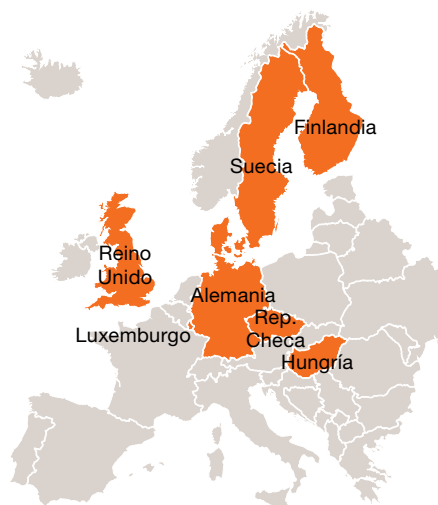 Finlandia
Suecia
Reino
Unido
Alemania
Rep.
Checa
Luxemburgo
Hungría